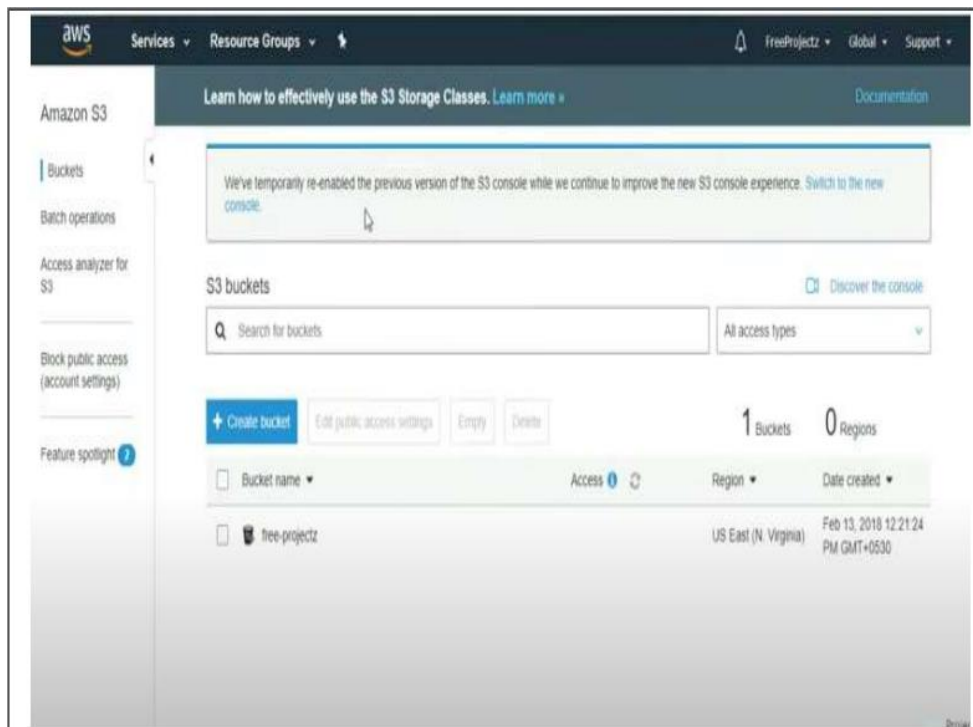 aws Services Resource Groups FreeProjectz Global Support
Amazon S3
Buckets
Batch operations
Access analyzer for
S3
Block public access
(account settings)
Feature spotlight 2
Learn how to effectively use the S3 Storage Classes. Learn more » Documentation
We've temporarily re-enabled the previous version of the S3 console while we continue to improve the new S3 console experience. Switch to the new
console.
S3 buckets Discover the console
Search for buckets All access types
+ Create bucket Edit public access settings Empty Delete 1 Buckets 0 Regions
Bucket name Access Region Date created
free-projectz US East (N. Virginia) Feb 13, 2018 12:21:24
PM GMT+0530